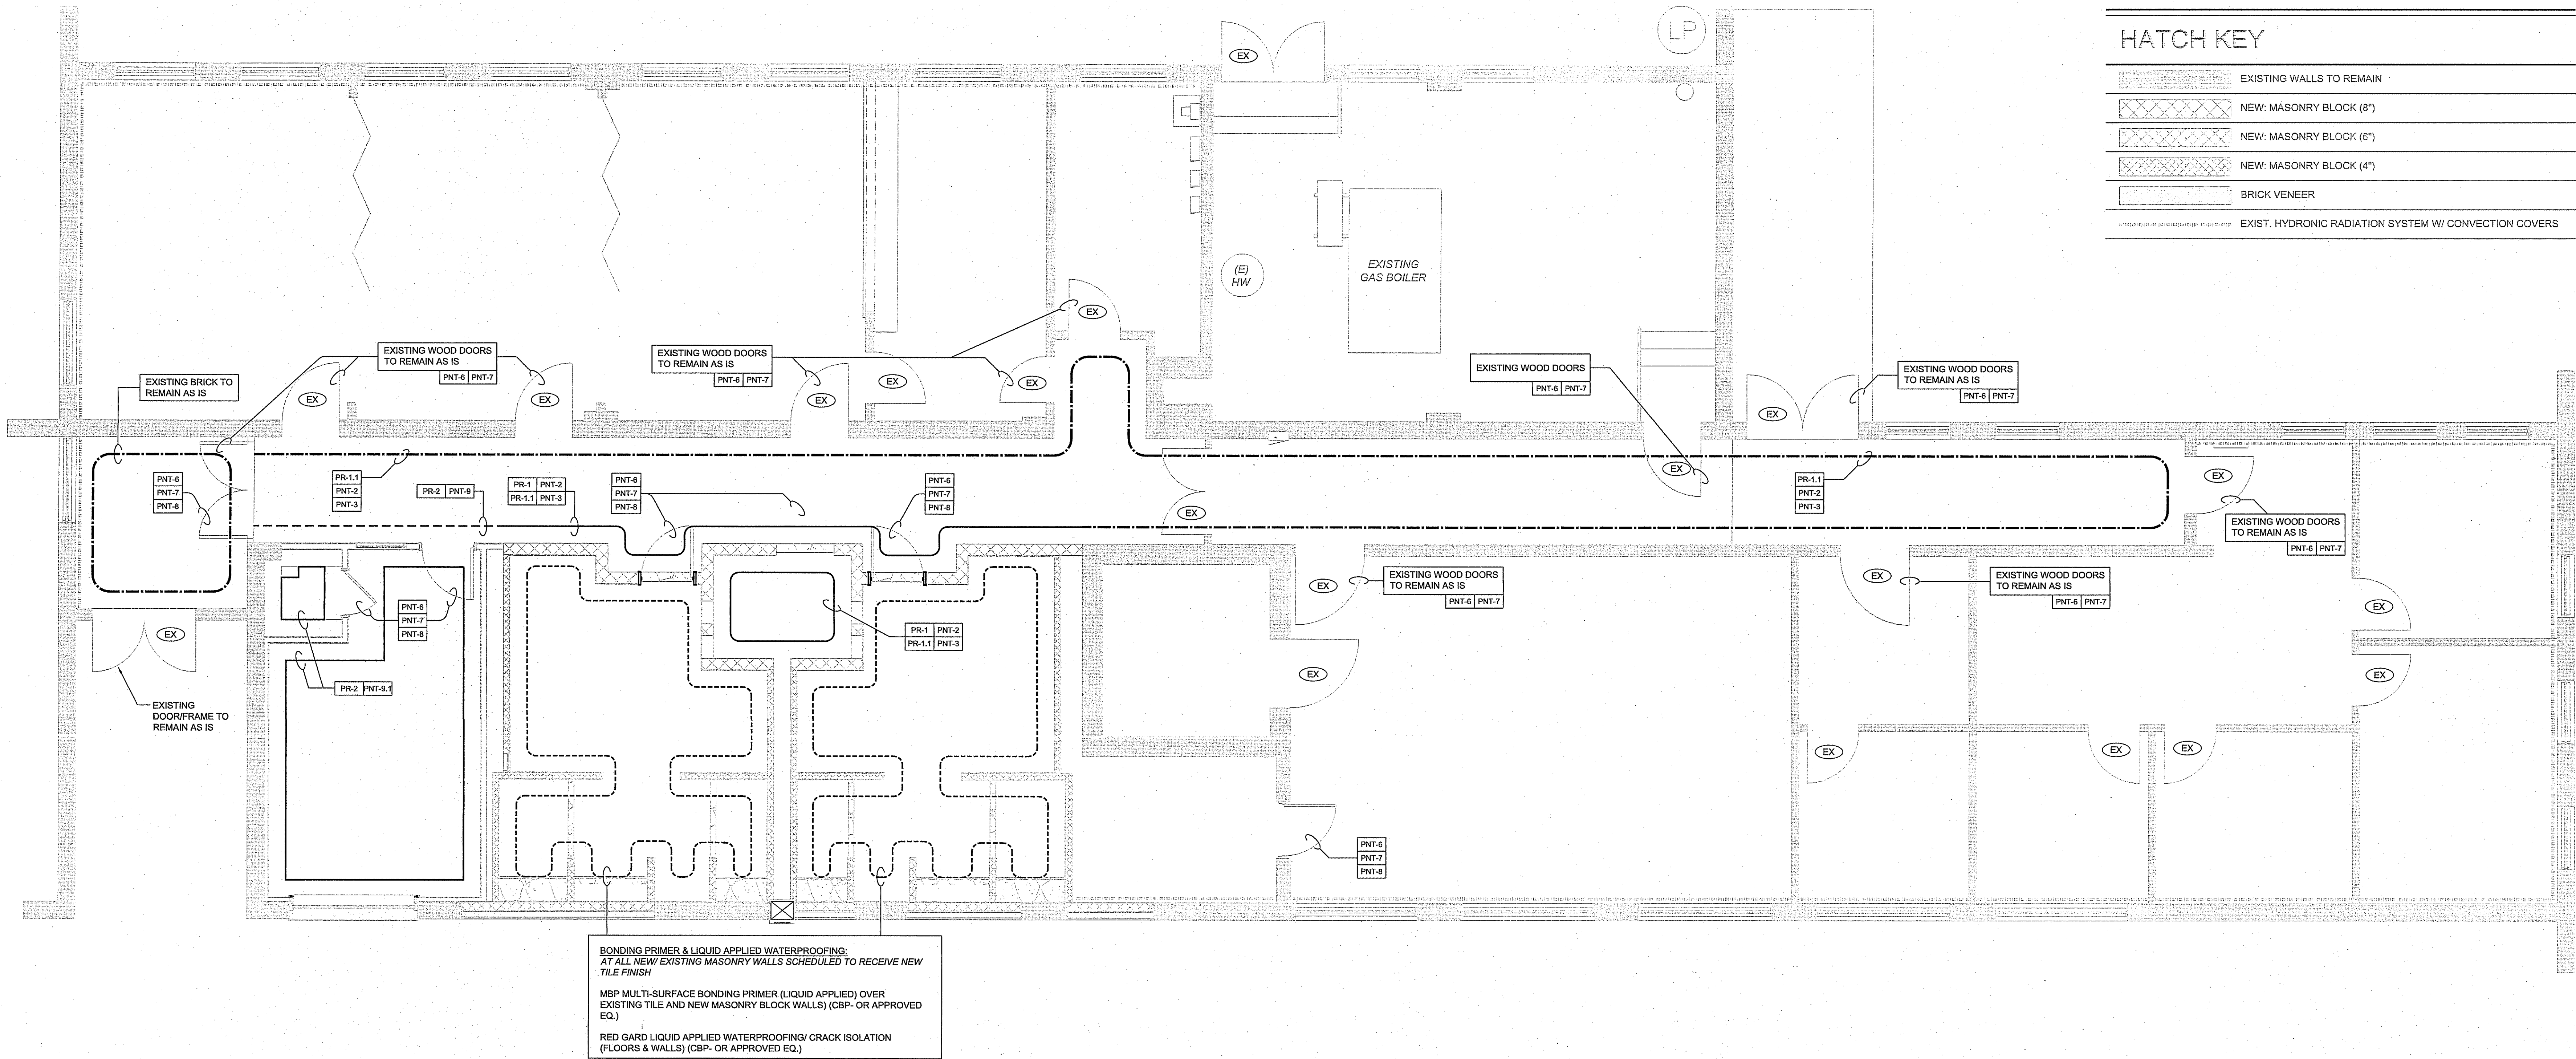 LP
HATCH KEY
EXISTING WALLS TO REMAIN
NEW: MASONRY BLOCK (8")
NEW: MASONRY BLOCK (6")
NEW: MASONRY BLOCK (4")
BRICK VENEER
EXIST. HYDRONIC RADIATION SYSTEM W/ CONVECTION COVERS
EX
(E)
HW
EXISTING
GAS BOILER
EX
EXISTING BRICK TO
REMAIN AS IS
EXISTING WOOD DOORS
TO REMAIN AS IS
PNT-6 PNT-7
EXISTING WOOD DOORS
TO REMAIN AS IS
PNT-6 PNT-7
EXISTING WOOD DOORS
PNT-6 PNT-7
EXISTING WOOD DOORS
TO REMAIN AS IS
PNT-6 PNT-7
EX
EX
EX
EX
EX
EX
PNT-6
PNT-7
PNT-8
PR-1.1
PNT-2
PNT-3
PR-2 PNT-9
PR-1 PNT-2
PR-1.1 PNT-3
PNT-6
PNT-7
PNT-8
PNT-6
PNT-7
PNT-8
EX
EX
PR-1.1
PNT-2
PNT-3
EX
EXISTING WOOD DOORS
TO REMAIN AS IS
PNT-6 PNT-7
EX
EXISTING WOOD DOORS
TO REMAIN AS IS
PNT-6 PNT-7
EX
EXISTING WOOD DOORS
TO REMAIN AS IS
PNT-6 PNT-7
EX
EX
PNT-6
PNT-7
PNT-8
PR-1 PNT-2
PR-1.1 PNT-3
EX
EX
PR-2 PNT-9.1
EXISTING
DOOR/FRAME TO
REMAIN AS IS
EX
EX
EX
PNT-6
PNT-7
PNT-8
BONDING PRIMER & LIQUID APPLIED WATERPROOFING:
AT ALL NEW/ EXISTING MASONRY WALLS SCHEDULED TO RECEIVE NEW
TILE FINISH
MBP MULTI-SURFACE BONDING PRIMER (LIQUID APPLIED) OVER
EXISTING TILE AND NEW MASONRY BLOCK WALLS) (CBP- OR APPROVED
EQ.)
RED GARD LIQUID APPLIED WATERPROOFING/ CRACK ISOLATION
(FLOORS & WALLS) (CBP- OR APPROVED EQ.)